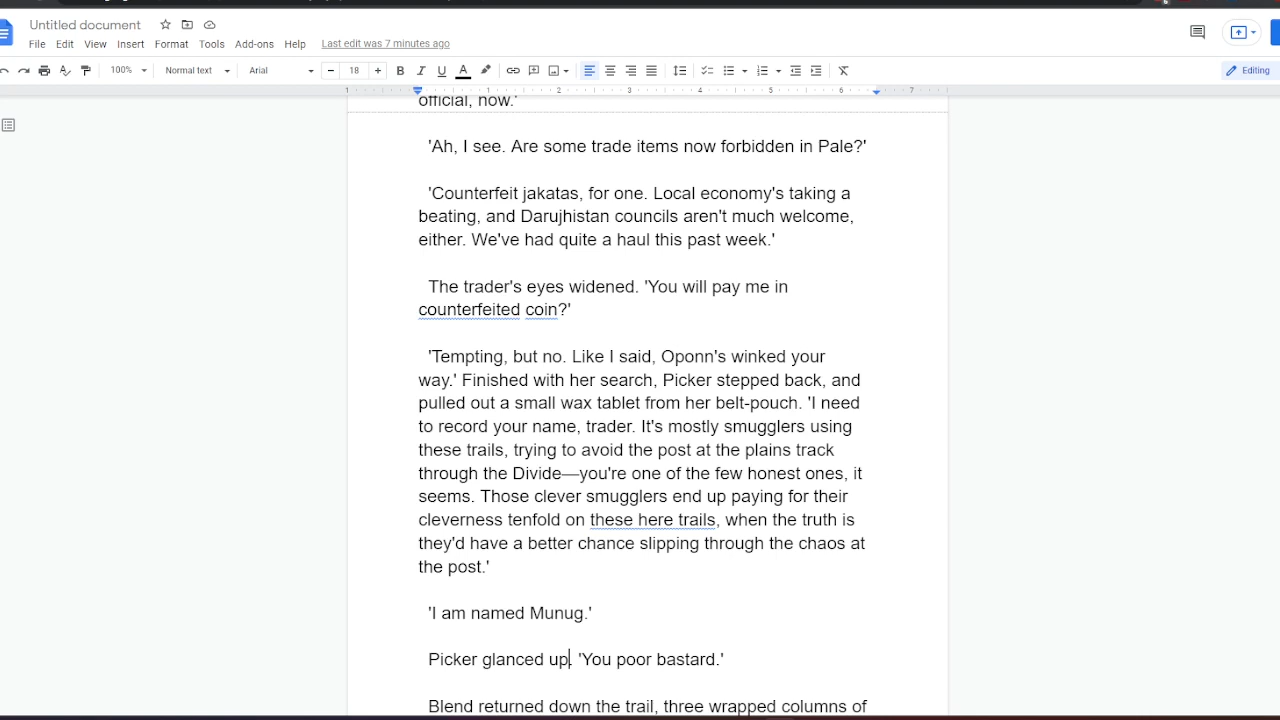 Untitled document
File Edit View Insert Format Tools Add-ons Help Last edit was 7 minutes ago
100% Normal text Arial − 18 + B I U A Editing
1 1 2 3 4 5 6 7
official, now.'
'Ah, I see. Are some trade items now forbidden in Pale?'
'Counterfeit jakatas, for one. Local economy's taking a
beating, and Darujhistan councils aren't much welcome,
either. We've had quite a haul this past week.'
The trader's eyes widened. 'You will pay me in
counterfeited coin?'
'Tempting, but no. Like I said, Oponn's winked your
way.' Finished with her search, Picker stepped back, and
pulled out a small wax tablet from her belt-pouch. 'I need
to record your name, trader. It's mostly smugglers using
these trails, trying to avoid the post at the plains track
through the Divide—you're one of the few honest ones, it
seems. Those clever smugglers end up paying for their
cleverness tenfold on these here trails, when the truth is
they'd have a better chance slipping through the chaos at
the post.'
'I am named Munug.'
Picker glanced up. 'You poor bastard.'
Blend returned down the trail, three wrapped columns of